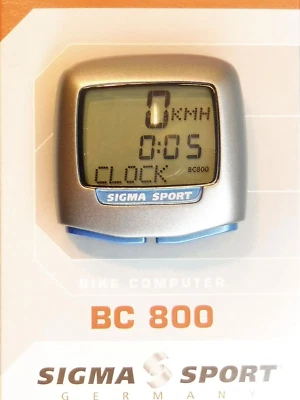 0 KMH
0:05
CLOCK BC800
SIGMA SPORT
BIKE COMPUTER
BC 800
SIGMA SPORT
GERMANY